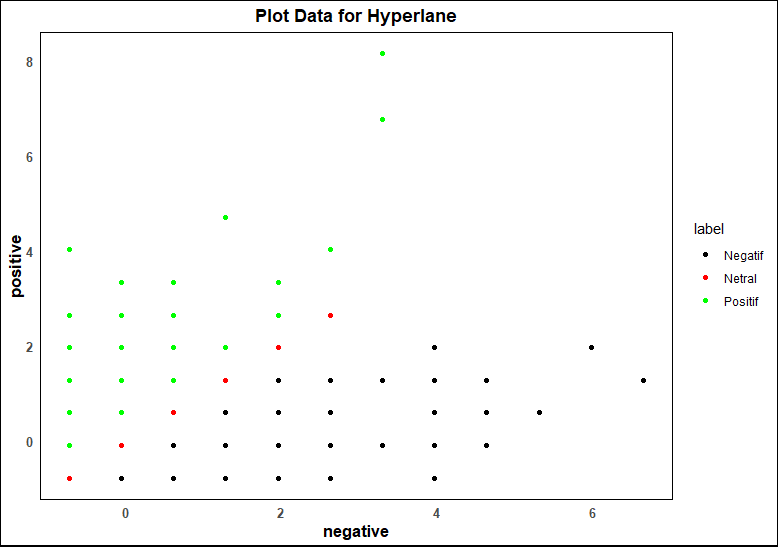 Plot Data for Hyperlane
8
6
4
2
0
positive
0 2 4 6
negative
label
Negatif
Netral
Positif